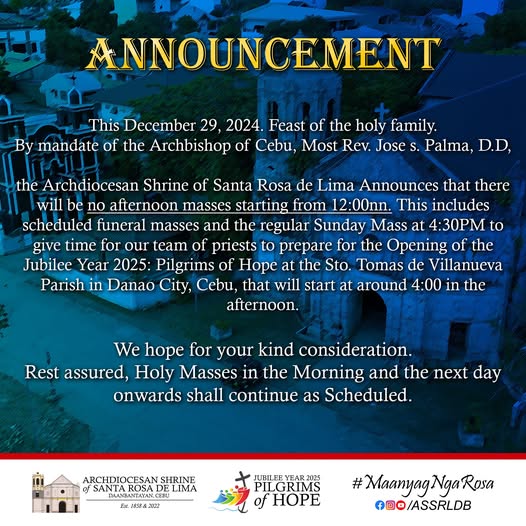 ANNOUNCEMENT
This December 29, 2024. Feast of the holy family.
By mandate of the Archbishop of Cebu, Most Rev. Jose s. Palma, D.D,
the Archdiocesan Shrine of Santa Rosa de Lima Announces that there
will be no afternoon masses starting from 12:00nn. This includes
scheduled funeral masses and the regular Sunday Mass at 4:30PM to
give time for our team of priests to prepare for the Opening of the
Jubilee Year 2025: Pilgrims of Hope at the Sto. Tomas de Villanueva
Parish in Danao City, Cebu, that will start at around 4:00 in the
afternoon.
We hope for your kind consideration.
Rest assured, Holy Masses in the Morning and the next day
onwards shall continue as Scheduled.
ARCHDIOCESAN SHRINE
of SANTA ROSA DE LIMA
DAANBANTAYAN, CEBU
Est. 1858 & 2022
JUBILEE YEAR 2025
PILGRIMS
of HOPE
#MaanyagNgaRosa
/ASSRLDB